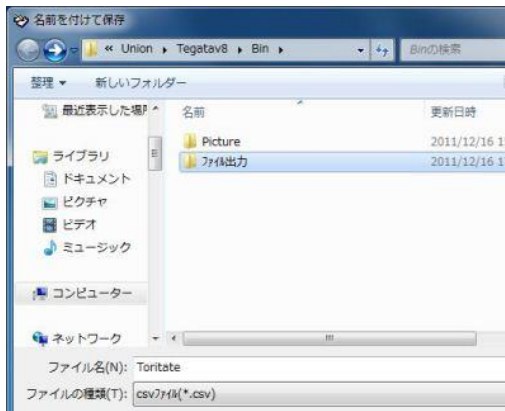 名前を付けて保存
« Union ▸ Tegatav8 ▸ Bin ▸
Binの検索
整理 ▼ 新しいフォルダー
最近表示した場所
名前 更新日時
Picture 2011/12/16 1
ﾌｧｲﾙ出力 2011/12/16 1
ライブラリ
ドキュメント
ピクチャ
ビデオ
ミュージック
コンピューター
ネットワーク
ファイル名(N): Toritate
ファイルの種類(T): csvﾌｧｲﾙ(*.csv)